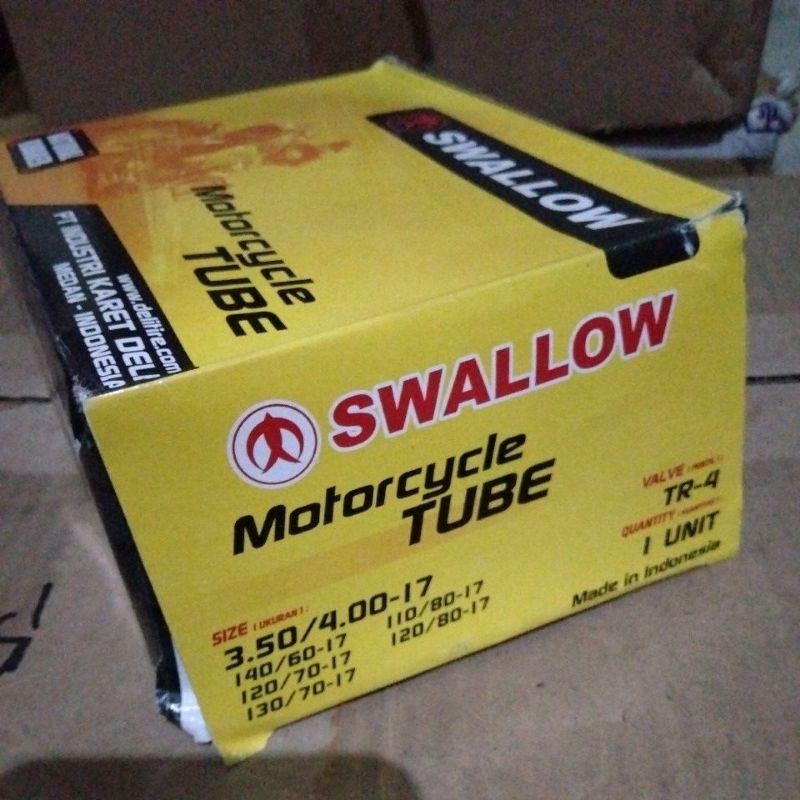 SWALLOW
Motorcycle
TUBE
www.delitire.com
PT INDUSTRI KARET DELI
MEDAN - INDONESIA
SWALLOW
Motorcycle
TUBE
VALVE
TR-4
QUANTITY
1 UNIT
Made in Indonesia
SIZE (UKURAN):
3.50/4.00-17
140/60-17 110/80-17
120/70-17 120/80-17
130/70-17